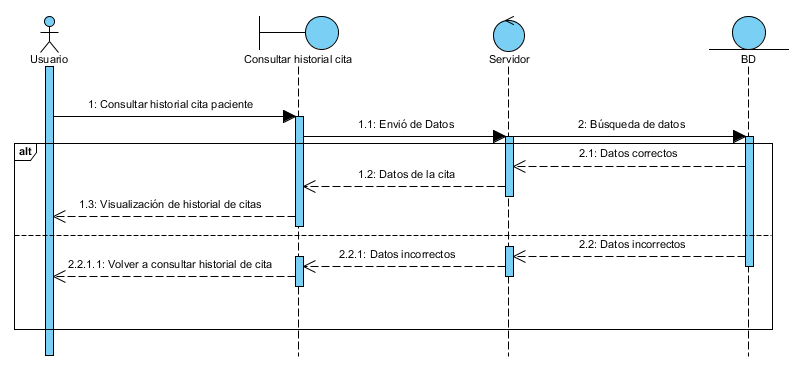 Usuario
Consultar historial cita
Servidor
BD
1: Consultar historial cita paciente
1.1: Envió de Datos
2: Búsqueda de datos
alt
2.1: Datos correctos
1.2: Datos de la cita
1.3: Visualización de historial de citas
2.2: Datos incorrectos
2.2.1: Datos incorrectos
2.2.1.1: Volver a consultar historial de cita